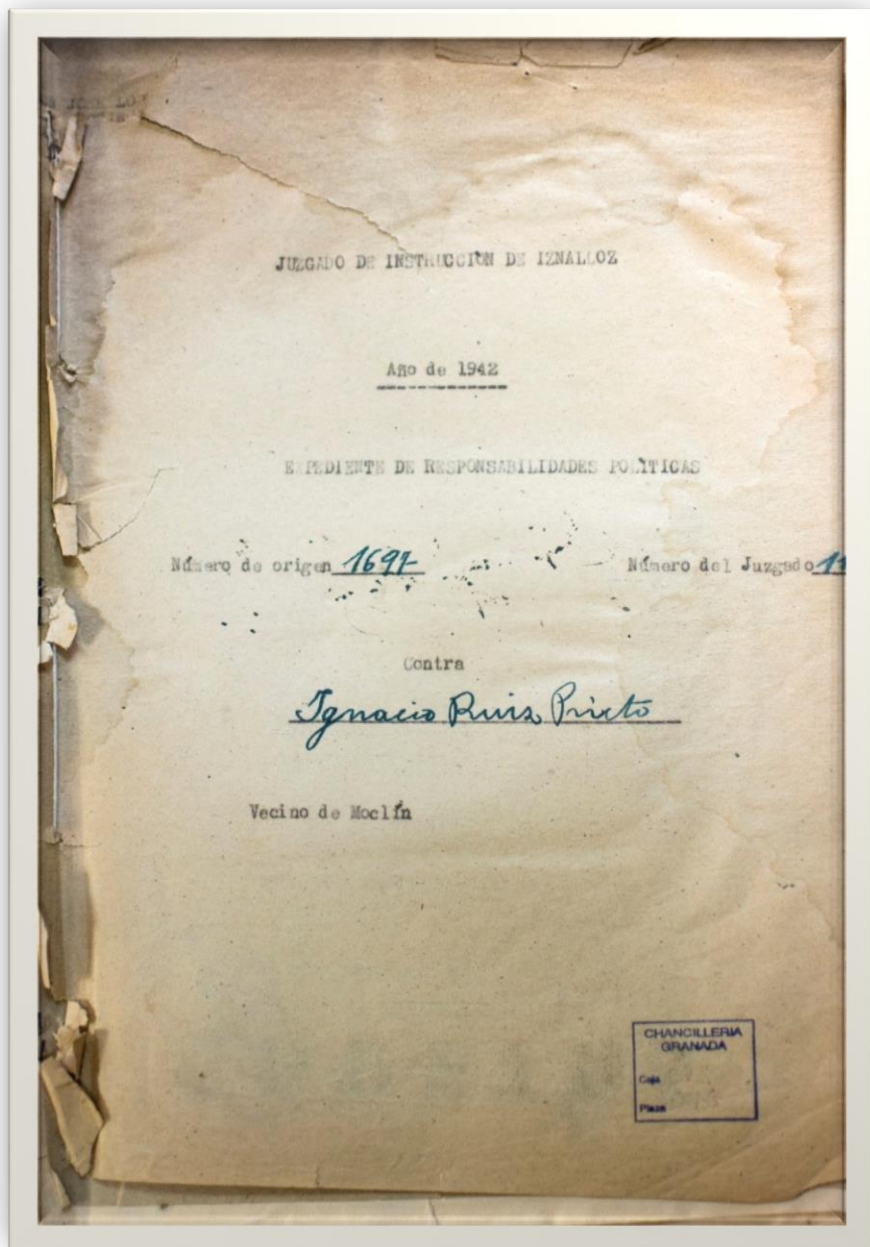 JUZGADO DE INSTRUCCION DE IZNALLOZ
Año de 1942
EXPEDIENTE DE RESPONSABILIDADES POLITICAS
Número de origen 1697 Número del Juzgado
Contra
Ignacio Ruiz Prieto
Vecino de Moclín
CHANCILLERIA
GRANADA
Caja
Pieza